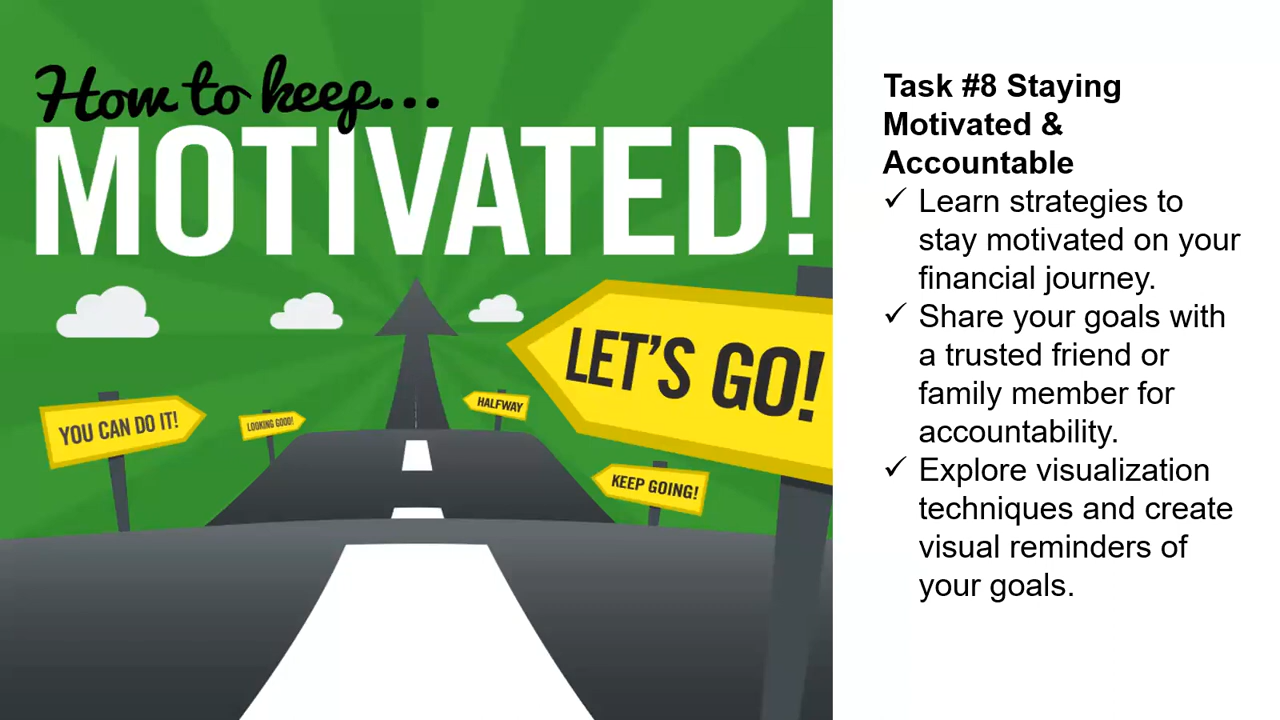 How to keep...
MOTIVATED!
LET'S GO!
YOU CAN DO IT!
LOOKING GOOD!
HALFWAY
KEEP GOING!
Task #8 Staying
Motivated &
Accountable
✓ Learn strategies to
stay motivated on your
financial journey.
✓ Share your goals with
a trusted friend or
family member for
accountability.
✓ Explore visualization
techniques and create
visual reminders of
your goals.